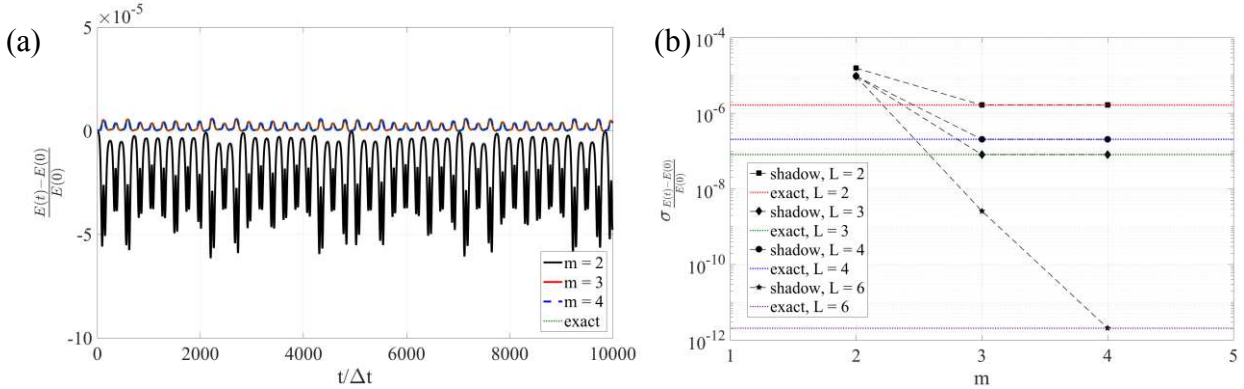 (a)
×10⁻⁵
5
0
-5
-10
(E(t)−E(0))/E(0)
0 2000 4000 6000 8000 10000
t/Δt
m = 2
m = 3
m = 4
exact
(b)
10⁻⁴
10⁻⁶
10⁻⁸
10⁻¹⁰
10⁻¹²
σ (E(t)−E(0))/E(0)
1 2 3 4 5
m
shadow, L = 2
exact, L = 2
shadow, L = 3
exact, L = 3
shadow, L = 4
exact, L = 4
shadow, L = 6
exact, L = 6